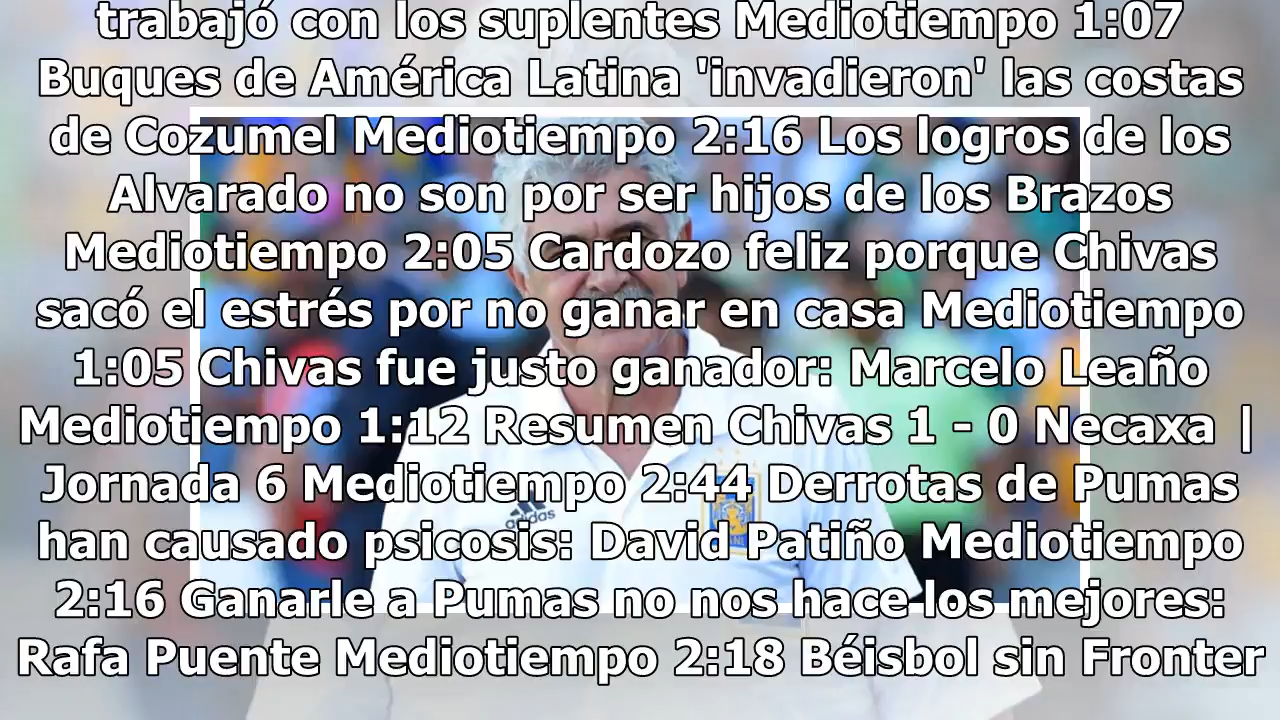 trabajó con los suplentes Mediotiempo 1:07
Buques de América Latina 'invadieron' las costas
de Cozumel Mediotiempo 2:16 Los logros de los
Alvarado no son por ser hijos de los Brazos
Mediotiempo 2:05 Cardozo feliz porque Chivas
sacó el estrés por no ganar en casa Mediotiempo
1:05 Chivas fue justo ganador: Marcelo Leaño
Mediotiempo 1:12 Resumen Chivas 1 - 0 Necaxa |
Jornada 6 Mediotiempo 2:44 Derrotas de Pumas
han causado psicosis: David Patiño Mediotiempo
2:16 Ganarle a Pumas no nos hace los mejores:
Rafa Puente Mediotiempo 2:18 Béisbol sin Fronter
adidas